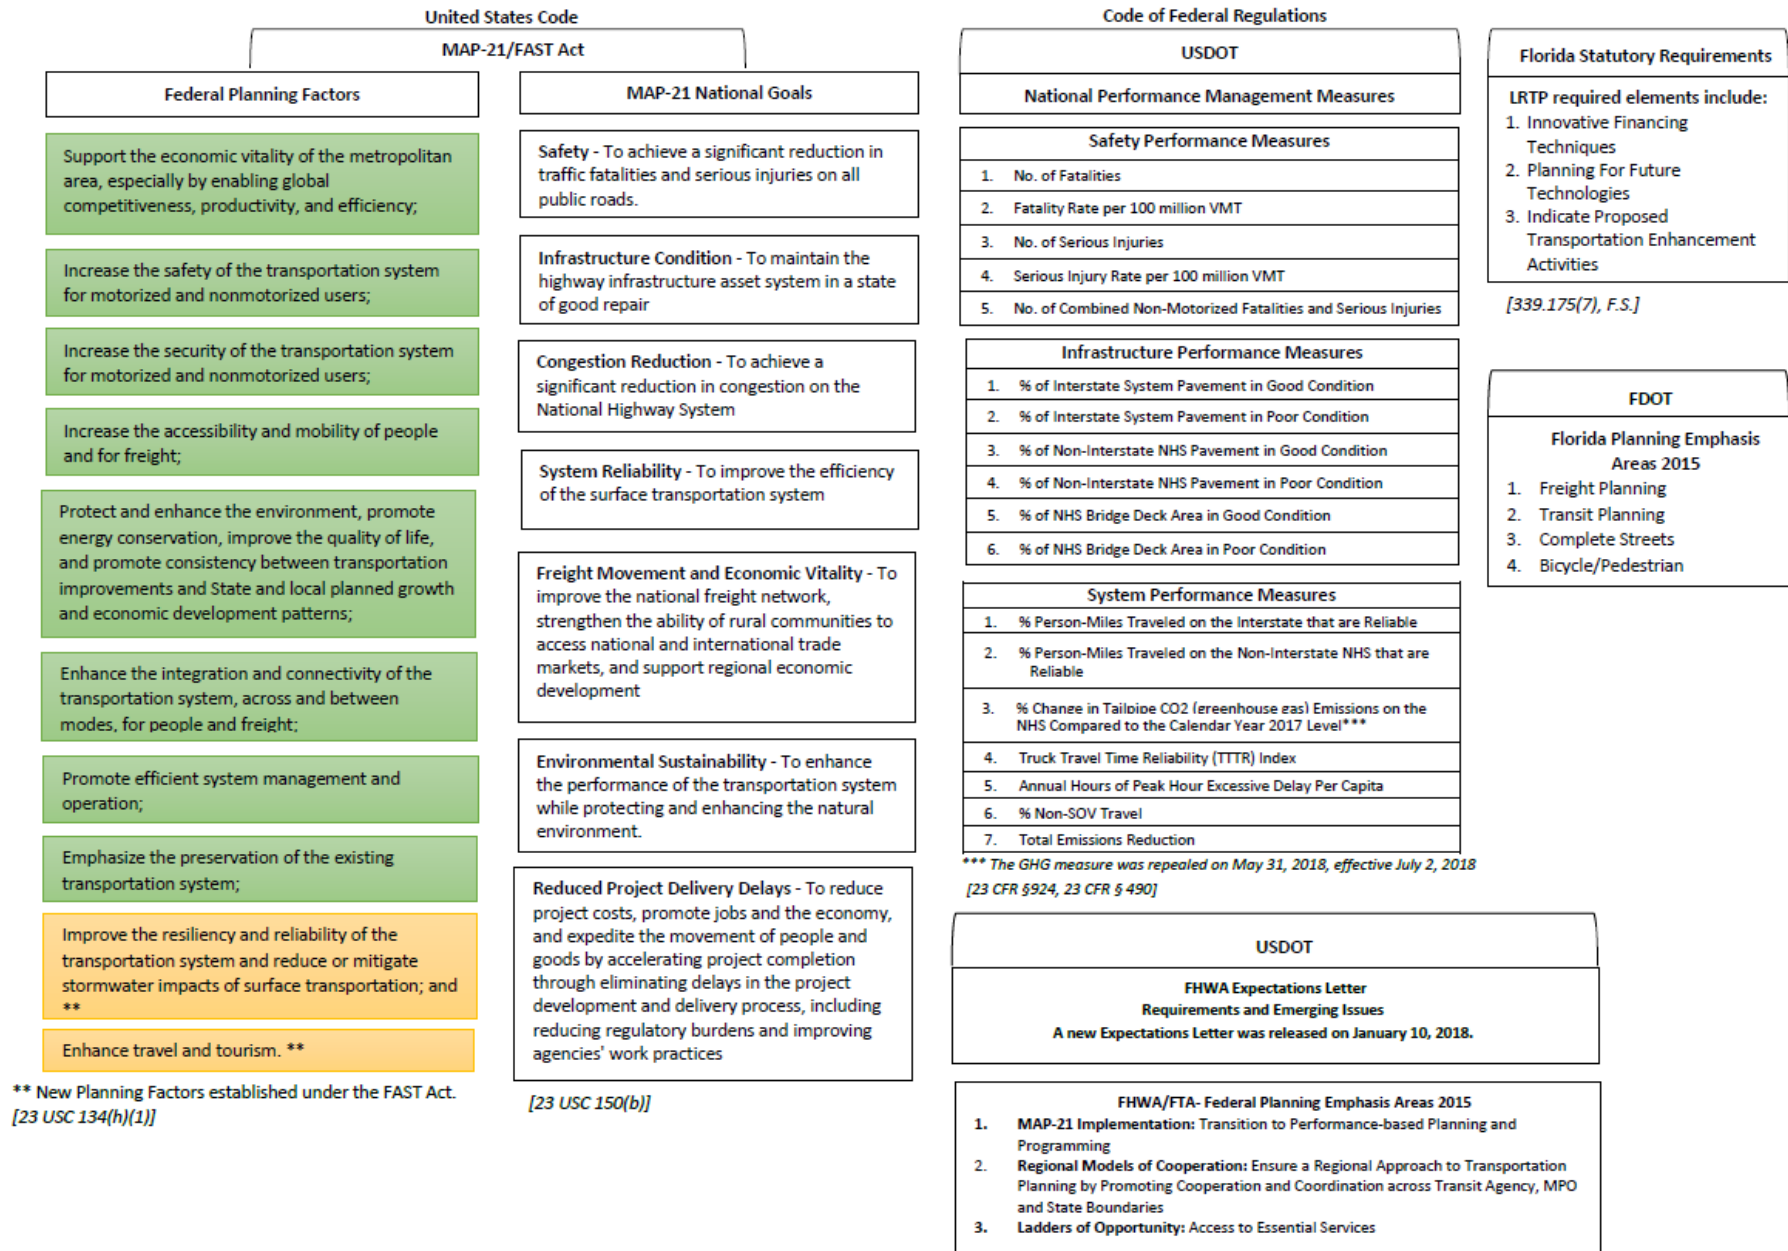 United States Code
MAP-21/FAST Act
Federal Planning Factors
Support the economic vitality of the metropolitan
area, especially by enabling global
competitiveness, productivity, and efficiency;
Increase the safety of the transportation system
for motorized and nonmotorized users;
Increase the security of the transportation system
for motorized and nonmotorized users;
Increase the accessibility and mobility of people
and for freight;
Protect and enhance the environment, promote
energy conservation, improve the quality of life,
and promote consistency between transportation
improvements and State and local planned growth
and economic development patterns;
Enhance the integration and connectivity of the
transportation system, across and between
modes, for people and freight;
Promote efficient system management and
operation;
Emphasize the preservation of the existing
transportation system;
Improve the resiliency and reliability of the
transportation system and reduce or mitigate
stormwater impacts of surface transportation; and
**
Enhance travel and tourism. **
** New Planning Factors established under the FAST Act.
[23 USC 134(h)(1)]
MAP-21 National Goals
Safety - To achieve a significant reduction in
traffic fatalities and serious injuries on all
public roads.
Infrastructure Condition - To maintain the
highway infrastructure asset system in a state
of good repair
Congestion Reduction - To achieve a
significant reduction in congestion on the
National Highway System
System Reliability - To improve the efficiency
of the surface transportation system
Freight Movement and Economic Vitality - To
improve the national freight network,
strengthen the ability of rural communities to
access national and international trade
markets, and support regional economic
development
Environmental Sustainability - To enhance
the performance of the transportation system
while protecting and enhancing the natural
environment.
Reduced Project Delivery Delays - To reduce
project costs, promote jobs and the economy,
and expedite the movement of people and
goods by accelerating project completion
through eliminating delays in the project
development and delivery process, including
reducing regulatory burdens and improving
agencies' work practices
[23 USC 150(b)]
Code of Federal Regulations
USDOT
National Performance Management Measures
Safety Performance Measures
1. No. of Fatalities
2. Fatality Rate per 100 million VMT
3. No. of Serious Injuries
4. Serious Injury Rate per 100 million VMT
5. No. of Combined Non-Motorized Fatalities and Serious Injuries
Infrastructure Performance Measures
1. % of Interstate System Pavement in Good Condition
2. % of Interstate System Pavement in Poor Condition
3. % of Non-Interstate NHS Pavement in Good Condition
4. % of Non-Interstate NHS Pavement in Poor Condition
5. % of NHS Bridge Deck Area in Good Condition
6. % of NHS Bridge Deck Area in Poor Condition
System Performance Measures
1. % Person-Miles Traveled on the Interstate that are Reliable
2. % Person-Miles Traveled on the Non-Interstate NHS that are
Reliable
3. % Change in Tailpipe CO2 (greenhouse gas) Emissions on the
NHS Compared to the Calendar Year 2017 Level***
4. Truck Travel Time Reliability (TTTR) Index
5. Annual Hours of Peak Hour Excessive Delay Per Capita
6. % Non-SOV Travel
7. Total Emissions Reduction
*** The GHG measure was repealed on May 31, 2018, effective July 2, 2018
[23 CFR §924, 23 CFR § 490]
USDOT
FHWA Expectations Letter
Requirements and Emerging Issues
A new Expectations Letter was released on January 10, 2018.
FHWA/FTA- Federal Planning Emphasis Areas 2015
1. MAP-21 Implementation: Transition to Performance-based Planning and
Programming
2. Regional Models of Cooperation: Ensure a Regional Approach to Transportation
Planning by Promoting Cooperation and Coordination across Transit Agency, MPO
and State Boundaries
3. Ladders of Opportunity: Access to Essential Services
Florida Statutory Requirements
LRTP required elements include:
1. Innovative Financing
Techniques
2. Planning For Future
Technologies
3. Indicate Proposed
Transportation Enhancement
Activities
[339.175(7), F.S.]
FDOT
Florida Planning Emphasis
Areas 2015
1. Freight Planning
2. Transit Planning
3. Complete Streets
4. Bicycle/Pedestrian